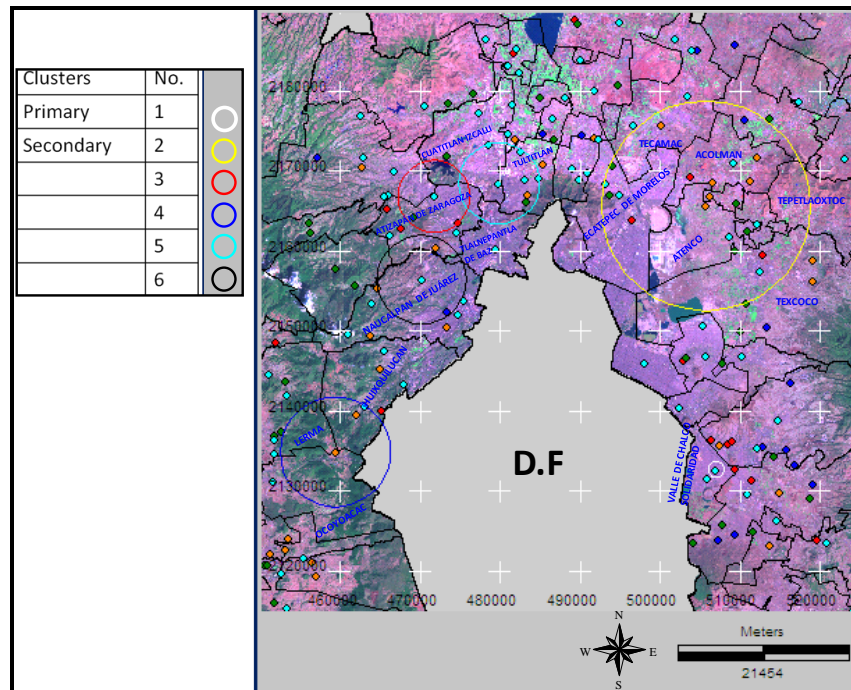 Clusters No.
Primary 1
Secondary 2
3
4
5
6
2180000
CUATITLAN IZCALLI
TULTITLAN
TECAMAC
ACOLMAN
2170000
ATIZAPAN DE ZARAGOZA
ECATEPEC DE MORELOS
TEPETLAOXTOC
TLALNEPANTLA
DE BAZ
ATENCO
2160000
NAUCALPAN DE JUÁREZ
TEXCOCO
2150000
HUIXQUILUCAN
2140000
LERMA
D.F
VALLE DE CHALCO
SOLIDARIDAD
2130000
OCOYOACAC
2120000
460000 470000 480000 490000 500000 510000 520000
N
W E
S
Meters
21454